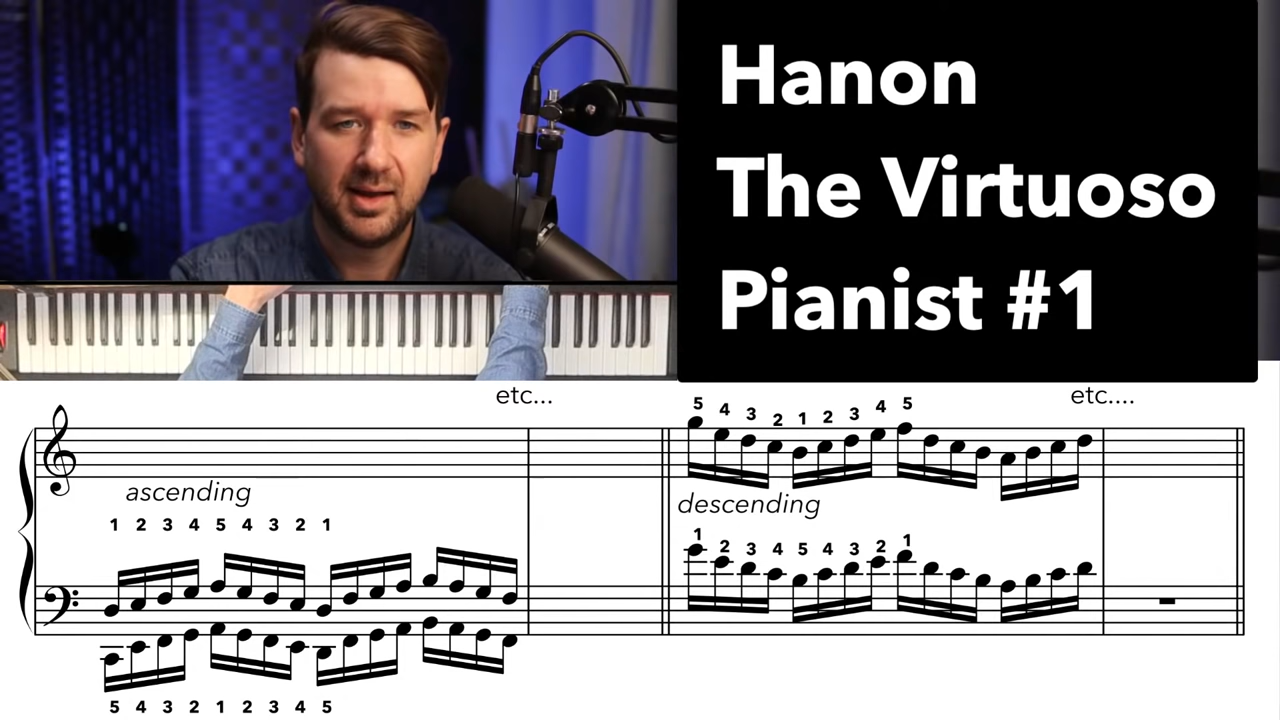 Hanon
The Virtuoso
Pianist #1
etc...
etc....
5 4 3 2 1 2 3 4 5
ascending
descending
1 2 3 4 5 4 3 2 1
1 2 3 4 5 4 3 2 1
5 4 3 2 1 2 3 4 5